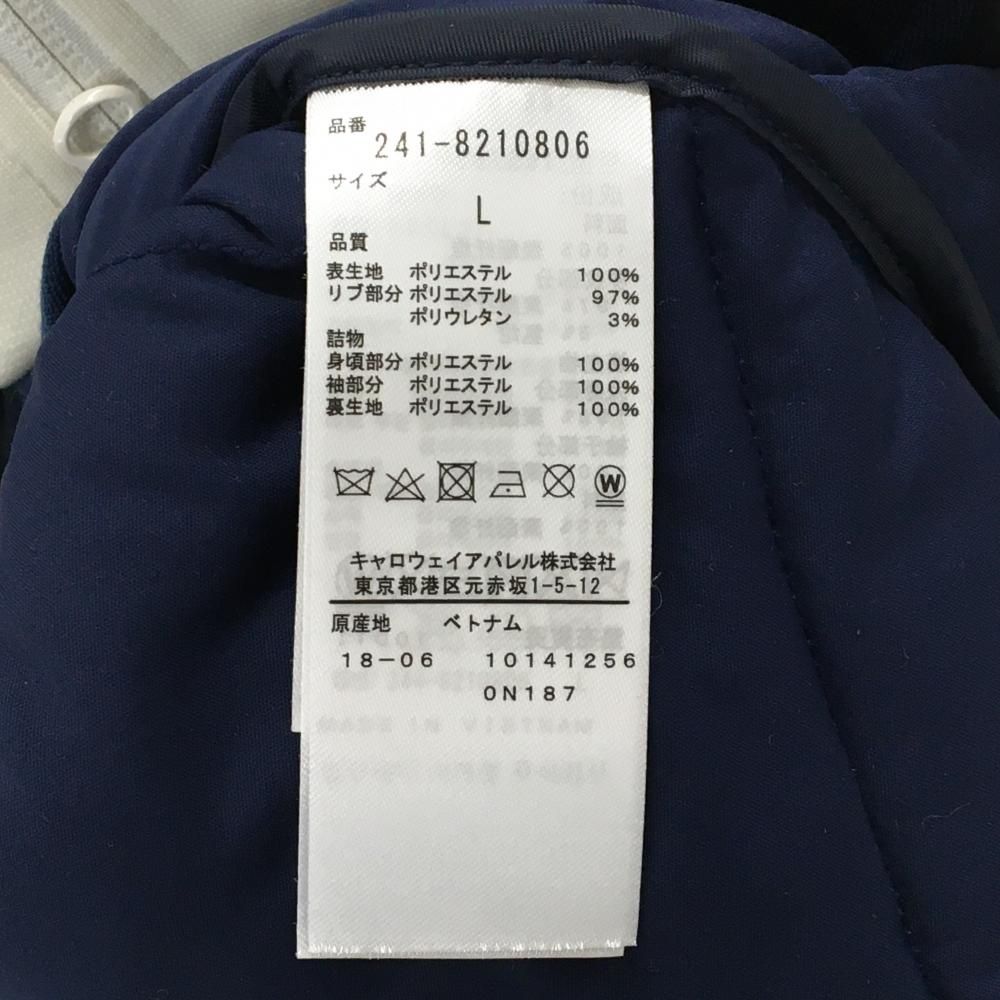 品番
241-8210806
サイズ
L
品質
表生地 ポリエステル 100%
リブ部分 ポリエステル 97%
ポリウレタン 3%
詰物
身頃部分 ポリエステル 100%
袖部分 ポリエステル 100%
裏生地 ポリエステル 100%
W
キャロウェイアパレル株式会社
東京都港区元赤坂1-5-12
原産地 ベトナム
18-06 10141256
0N187